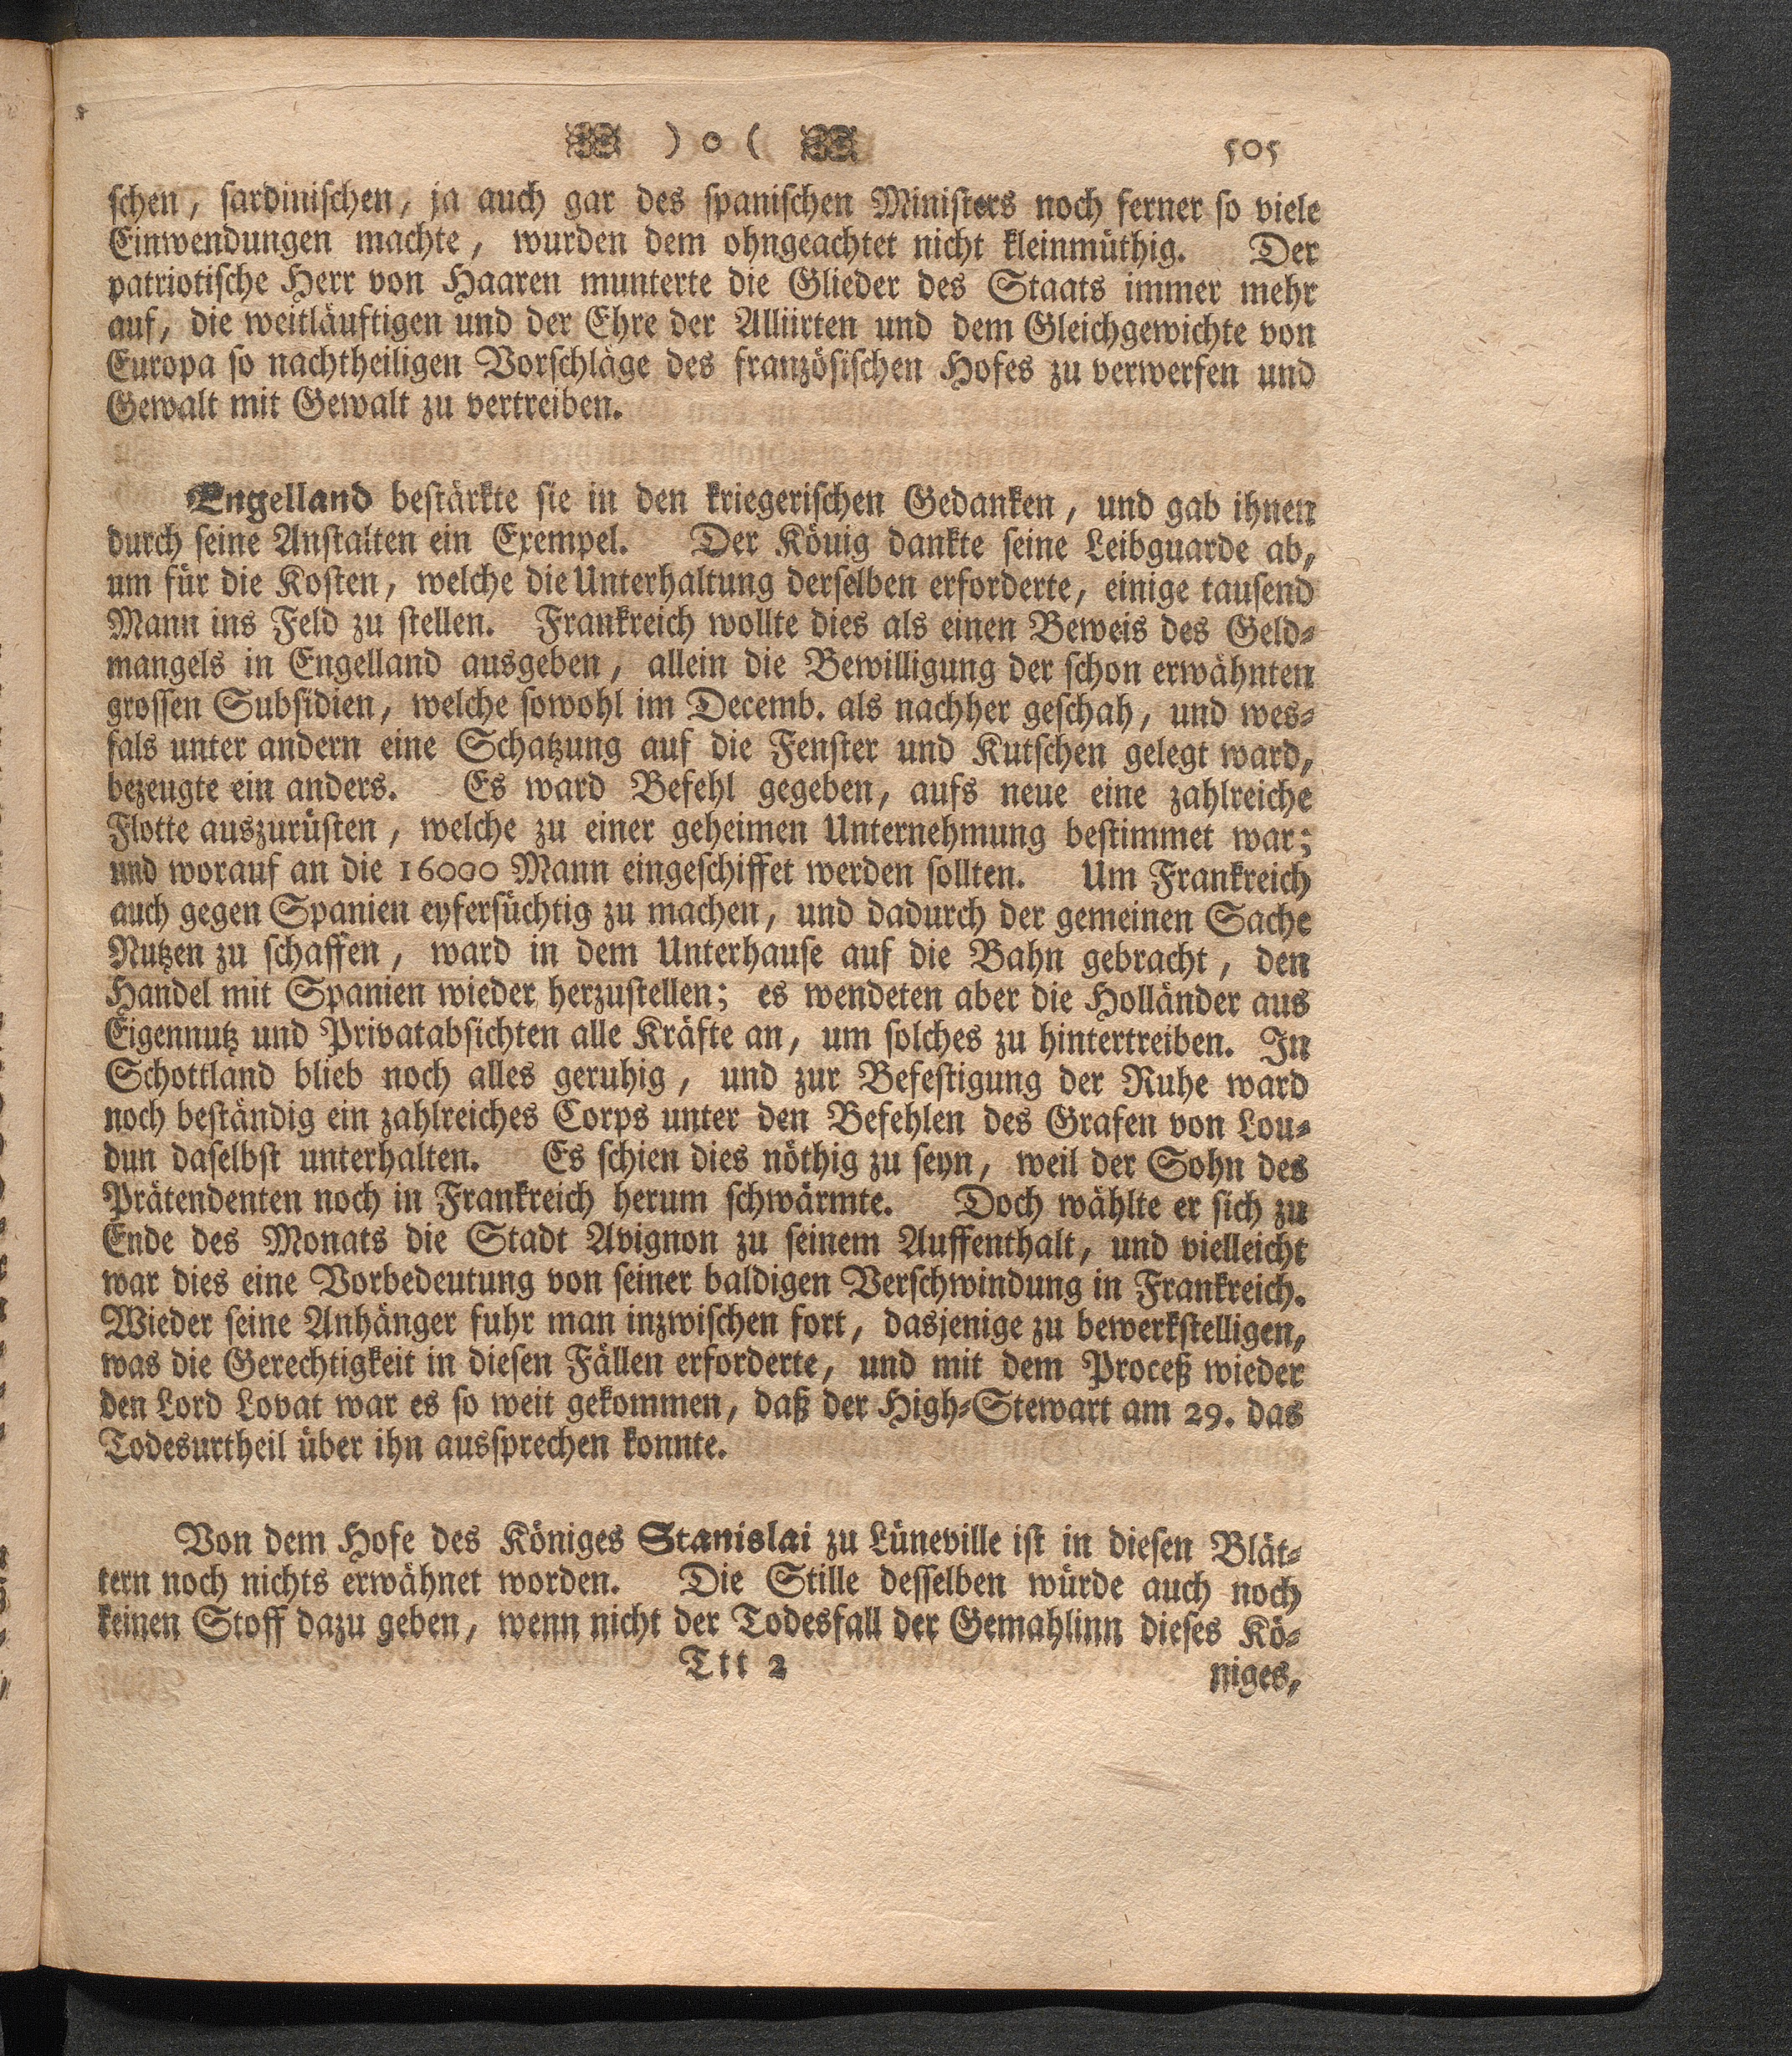 ) o ( 505
schen, sardinischen, ja auch gar des spanischen Ministers noch ferner so viele
Einwendungen machte, wurden dem ohngeachtet nicht kleinmüthig. Der
patriotische Herr von Haaren munterte die Glieder des Staats immer mehr
auf, die weitläuftigen und der Ehre der Alliirten und dem Gleichgewichte von
Europa so nachtheiligen Vorschläge des französischen Hofes zu verwerfen und
Gewalt mit Gewalt zu vertreiben.
Engelland bestärkte sie in den kriegerischen Gedanken, und gab ihnen
durch seine Anstalten ein Exempel. Der Köuig dankte seine Leibguarde ab,
um für die Kosten, welche die Unterhaltung derselben erforderte, einige tausend
Mann ins Feld zu stellen. Frankreich wollte dies als einen Beweis des Geld-
mangels in Engelland ausgeben, allein die Bewilligung der schon erwähnten
grossen Subsidien, welche sowohl im Decemb. als nachher geschah, und wes-
fals unter andern eine Schatzung auf die Fenster und Kutschen gelegt ward,
bezeugte ein anders. Es ward Befehl gegeben, aufs neue eine zahlreiche
Flotte auszurüsten, welche zu einer geheimen Unternehmung bestimmet war;
und worauf an die 16000 Mann eingeschiffet werden sollten. Um Frankreich
auch gegen Spanien eyfersüchtig zu machen, und dadurch der gemeinen Sache
Nutzen zu schaffen, ward in dem Unterhause auf die Bahn gebracht, den
Handel mit Spanien wieder herzustellen; es wendeten aber die Holländer aus
Eigennutz und Privatabsichten alle Kräfte an, um solches zu hintertreiben. In
Schottland blieb noch alles geruhig, und zur Befestigung der Ruhe ward
noch beständig ein zahlreiches Corps unter den Befehlen des Grafen von Lou-
dun daselbst unterhalten. Es schien dies nöthig zu seyn, weil der Sohn des
Prätendenten noch in Frankreich herum schwärmte. Doch wählte er sich zu
Ende des Monats die Stadt Avignon zu seinem Auffenthalt, und vielleicht
war dies eine Vorbedeutung von seiner baldigen Verschwindung in Frankreich.
Wieder seine Anhänger fuhr man inzwischen fort, dasjenige zu bewerkstelligen,
was die Gerechtigkeit in diesen Fällen erforderte, und mit dem Proceß wieder
den Lord Lovat war es so weit gekommen, daß der High-Stewart am 29. das
Todesurtheil über ihn aussprechen konnte.
Von dem Hofe des Königes Stanislai zu Lüneville ist in diesen Blät-
tern noch nichts erwähnet worden. Die Stille desselben würde auch noch
keinen Stoff dazu geben, wenn nicht der Todesfall der Gemahlinn dieses Kö-
Ttt 2 niges,